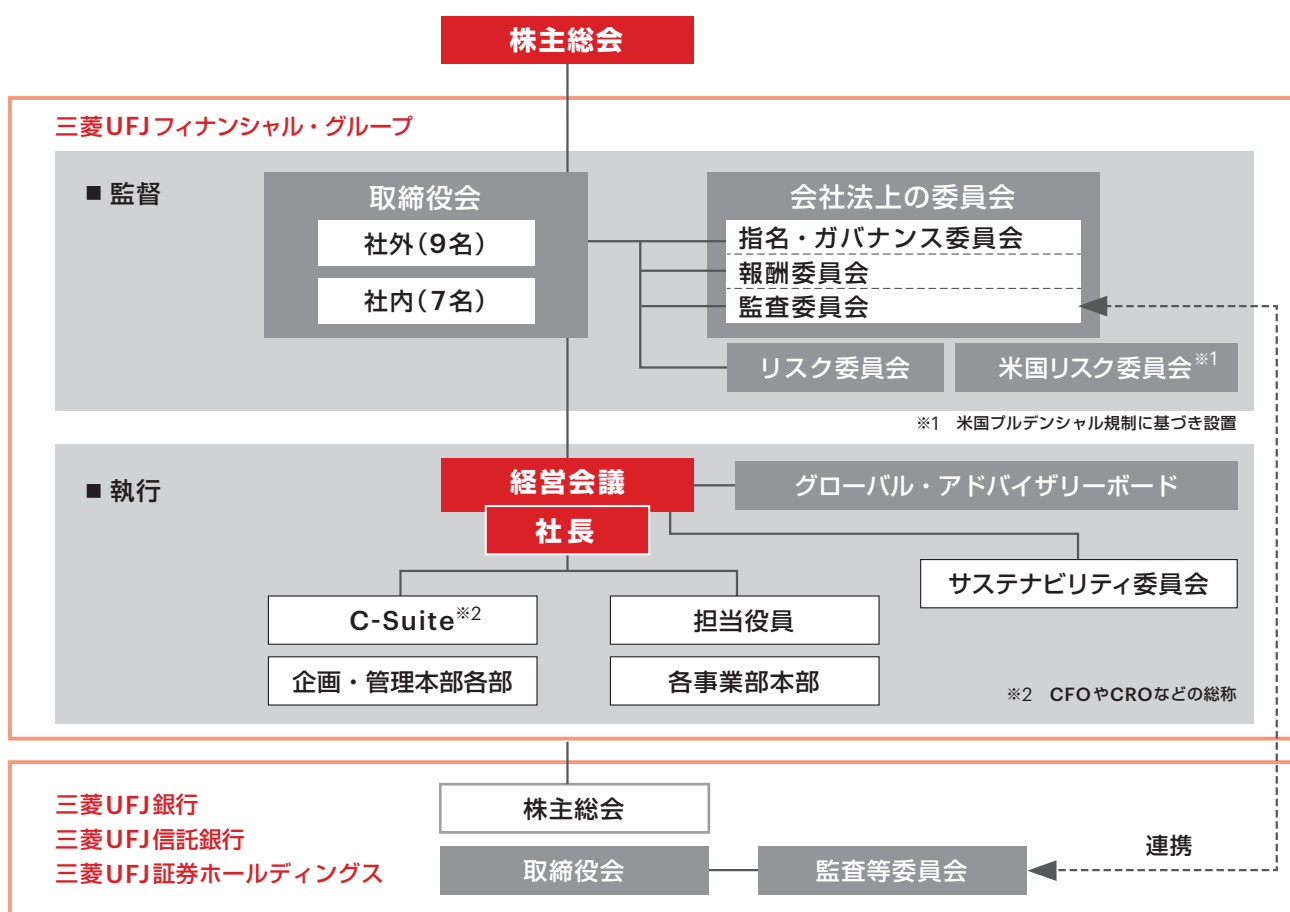 株主総会
三菱UFJフィナンシャル・グループ
■ 監督
取締役会
社外(9名)
社内(7名)
会社法上の委員会
指名・ガバナンス委員会
報酬委員会
監査委員会
リスク委員会
米国リスク委員会※1
※1 米国プルデンシャル規制に基づき設置
■ 執行
経営会議
社長
グローバル・アドバイザリーボード
サステナビリティ委員会
C-Suite※2
担当役員
企画・管理本部各部
各事業部本部
※2 CFOやCROなどの総称
三菱UFJ銀行
三菱UFJ信託銀行
三菱UFJ証券ホールディングス
株主総会
取締役会
監査等委員会
連携